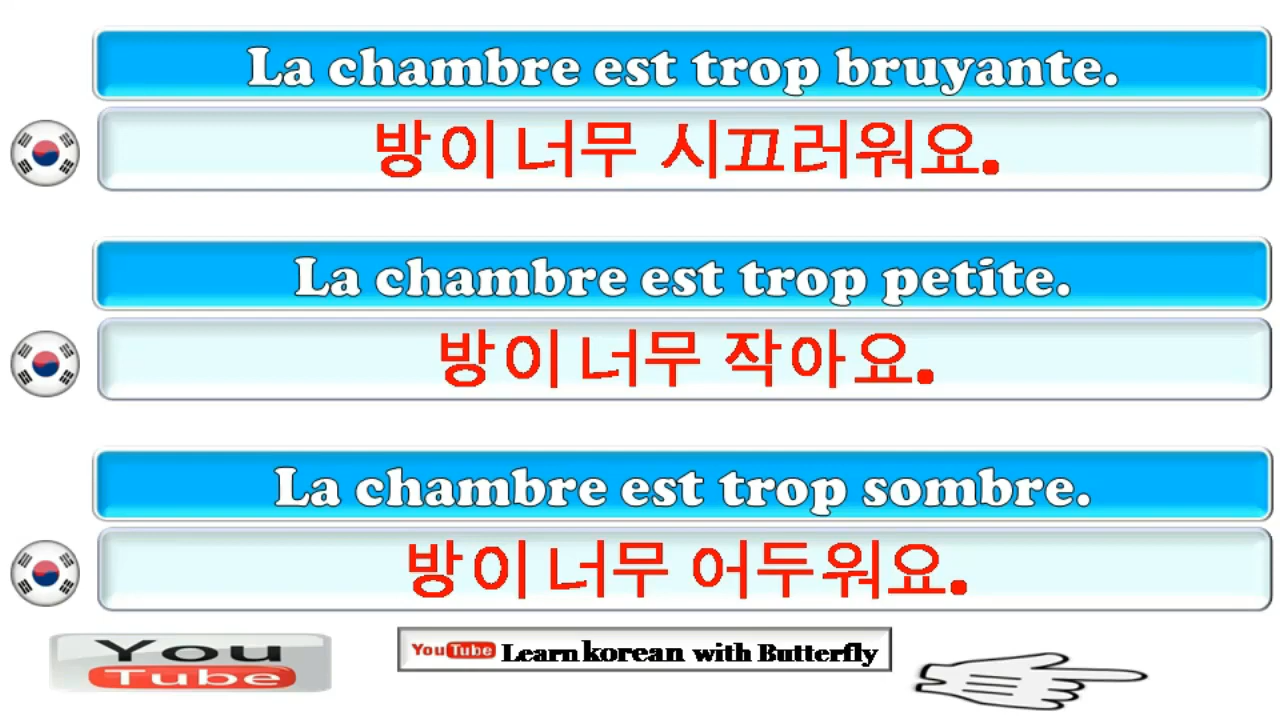 La chambre est trop bruyante.
방이 너무 시끄러워요.
La chambre est trop petite.
방이 너무 작아요.
La chambre est trop sombre.
방이 너무 어두워요.
You
Tube
YouTube Learn korean with Butterfly